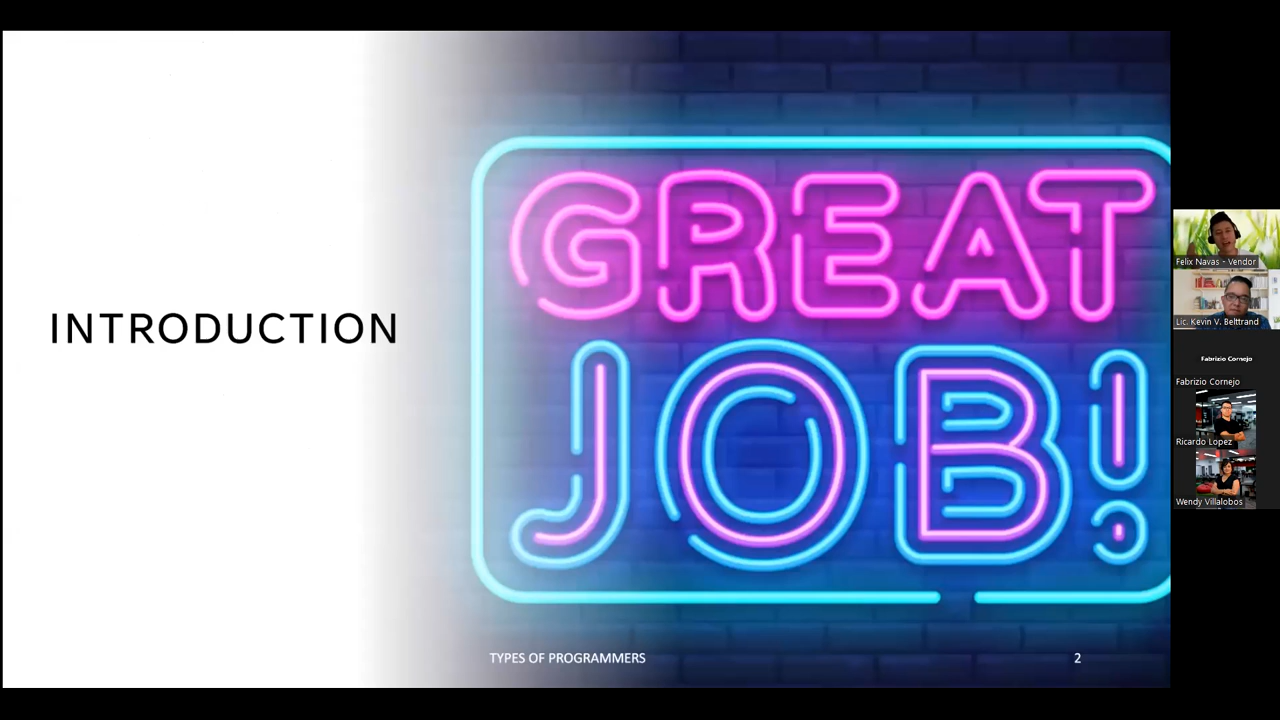 INTRODUCTION
GREAT
JOB!
TYPES OF PROGRAMMERS
2
Felix Navas - Vendor
Lic. Kevin V. Belttrand
Fabrizio Cornejo
Fabrizio Cornejo
Ricardo Lopez
Wendy Villalobos